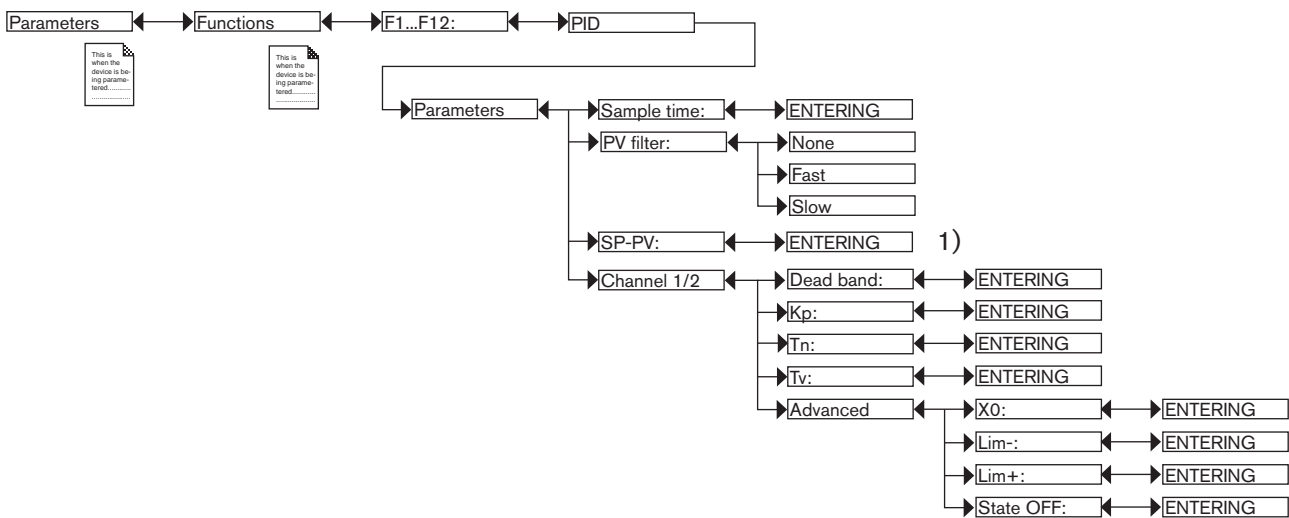 Parameters Functions F1...F12: PID
This is
when the
device is be-
ing parame-
tered............
....................
This is
when the
device is be-
ing parame-
tered............
....................
Parameters Sample time: ENTERING
PV filter: None
Fast
Slow
SP-PV: ENTERING 1)
Channel 1/2 Dead band: ENTERING
Kp: ENTERING
Tn: ENTERING
Tv: ENTERING
Advanced X0: ENTERING
Lim-: ENTERING
Lim+: ENTERING
State OFF: ENTERING